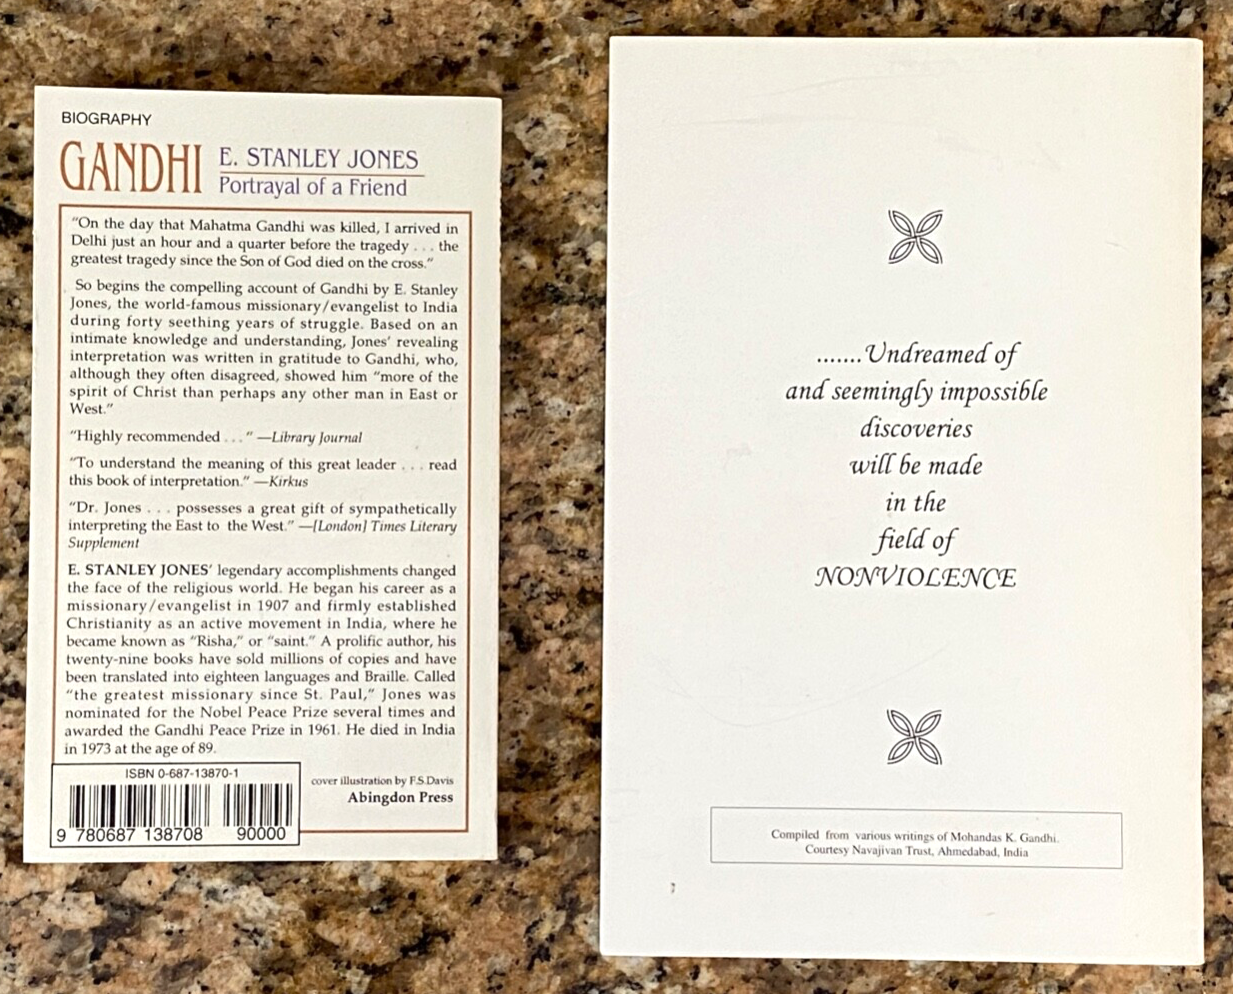 BIOGRAPHY
GANDHI
E. STANLEY JONES
Portrayal of a Friend
"On the day that Mahatma Gandhi was killed, I arrived in
Delhi just an hour and a quarter before the tragedy . . . the
greatest tragedy since the Son of God died on the cross."
So begins the compelling account of Gandhi by E. Stanley
Jones, the world-famous missionary/evangelist to India
during forty seething years of struggle. Based on an
intimate knowledge and understanding, Jones' revealing
interpretation was written in gratitude to Gandhi, who,
although they often disagreed, showed him "more of the
spirit of Christ than perhaps any other man in East or
West."
"Highly recommended . . . " —Library Journal
"To understand the meaning of this great leader . . . read
this book of interpretation." —Kirkus
"Dr. Jones . . . possesses a great gift of sympathetically
interpreting the East to the West." —[London] Times Literary
Supplement
E. STANLEY JONES' legendary accomplishments changed
the face of the religious world. He began his career as a
missionary/evangelist in 1907 and firmly established
Christianity as an active movement in India, where he
became known as "Risha," or "saint." A prolific author, his
twenty-nine books have sold millions of copies and have
been translated into eighteen languages and Braille. Called
"the greatest missionary since St. Paul," Jones was
nominated for the Nobel Peace Prize several times and
awarded the Gandhi Peace Prize in 1961. He died in India
in 1973 at the age of 89.
ISBN 0-687-13870-1
9 780687 138708 90000
cover illustration by F.S.Davis
Abingdon Press
.......Undreamed of
and seemingly impossible
discoveries
will be made
in the
field of
NONVIOLENCE
Compiled from various writings of Mohandas K. Gandhi.
Courtesy Navajivan Trust, Ahmedabad, India